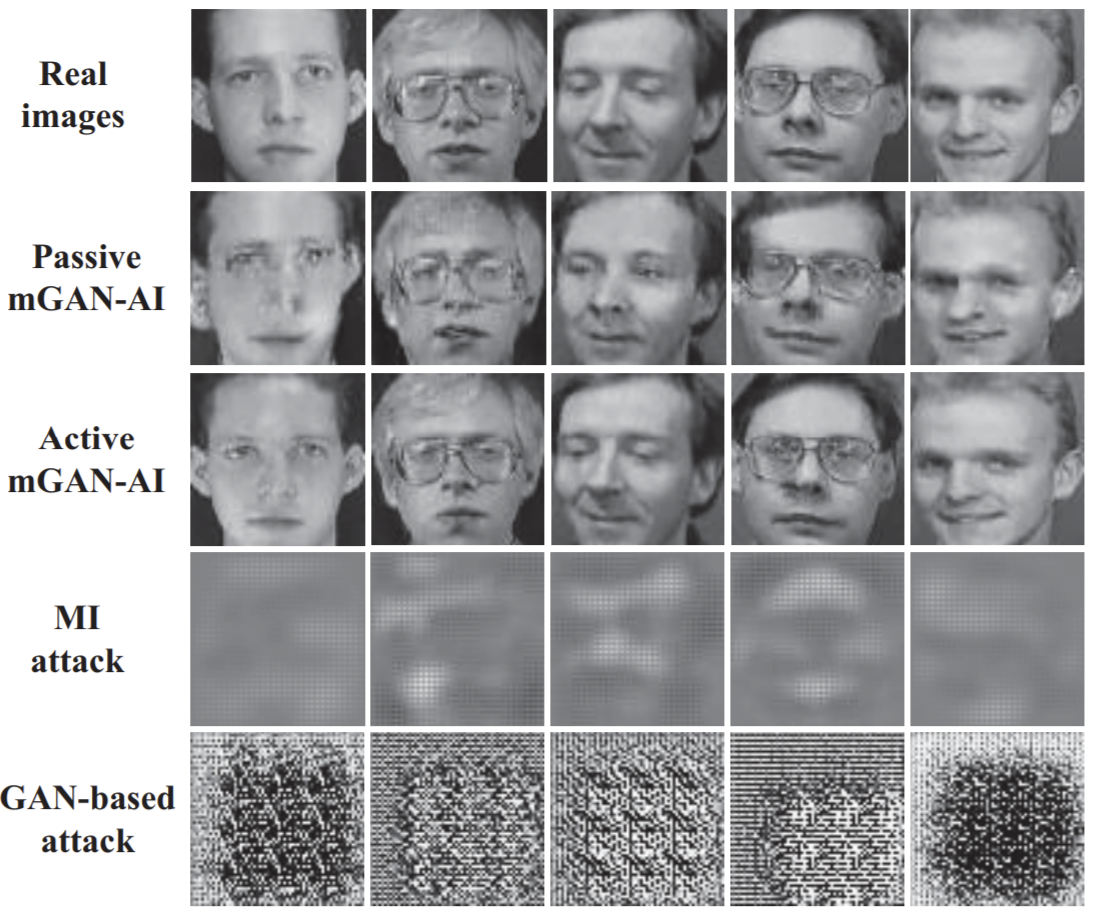 Real
images
Passive
mGAN-AI
Active
mGAN-AI
MI
attack
GAN-based
attack